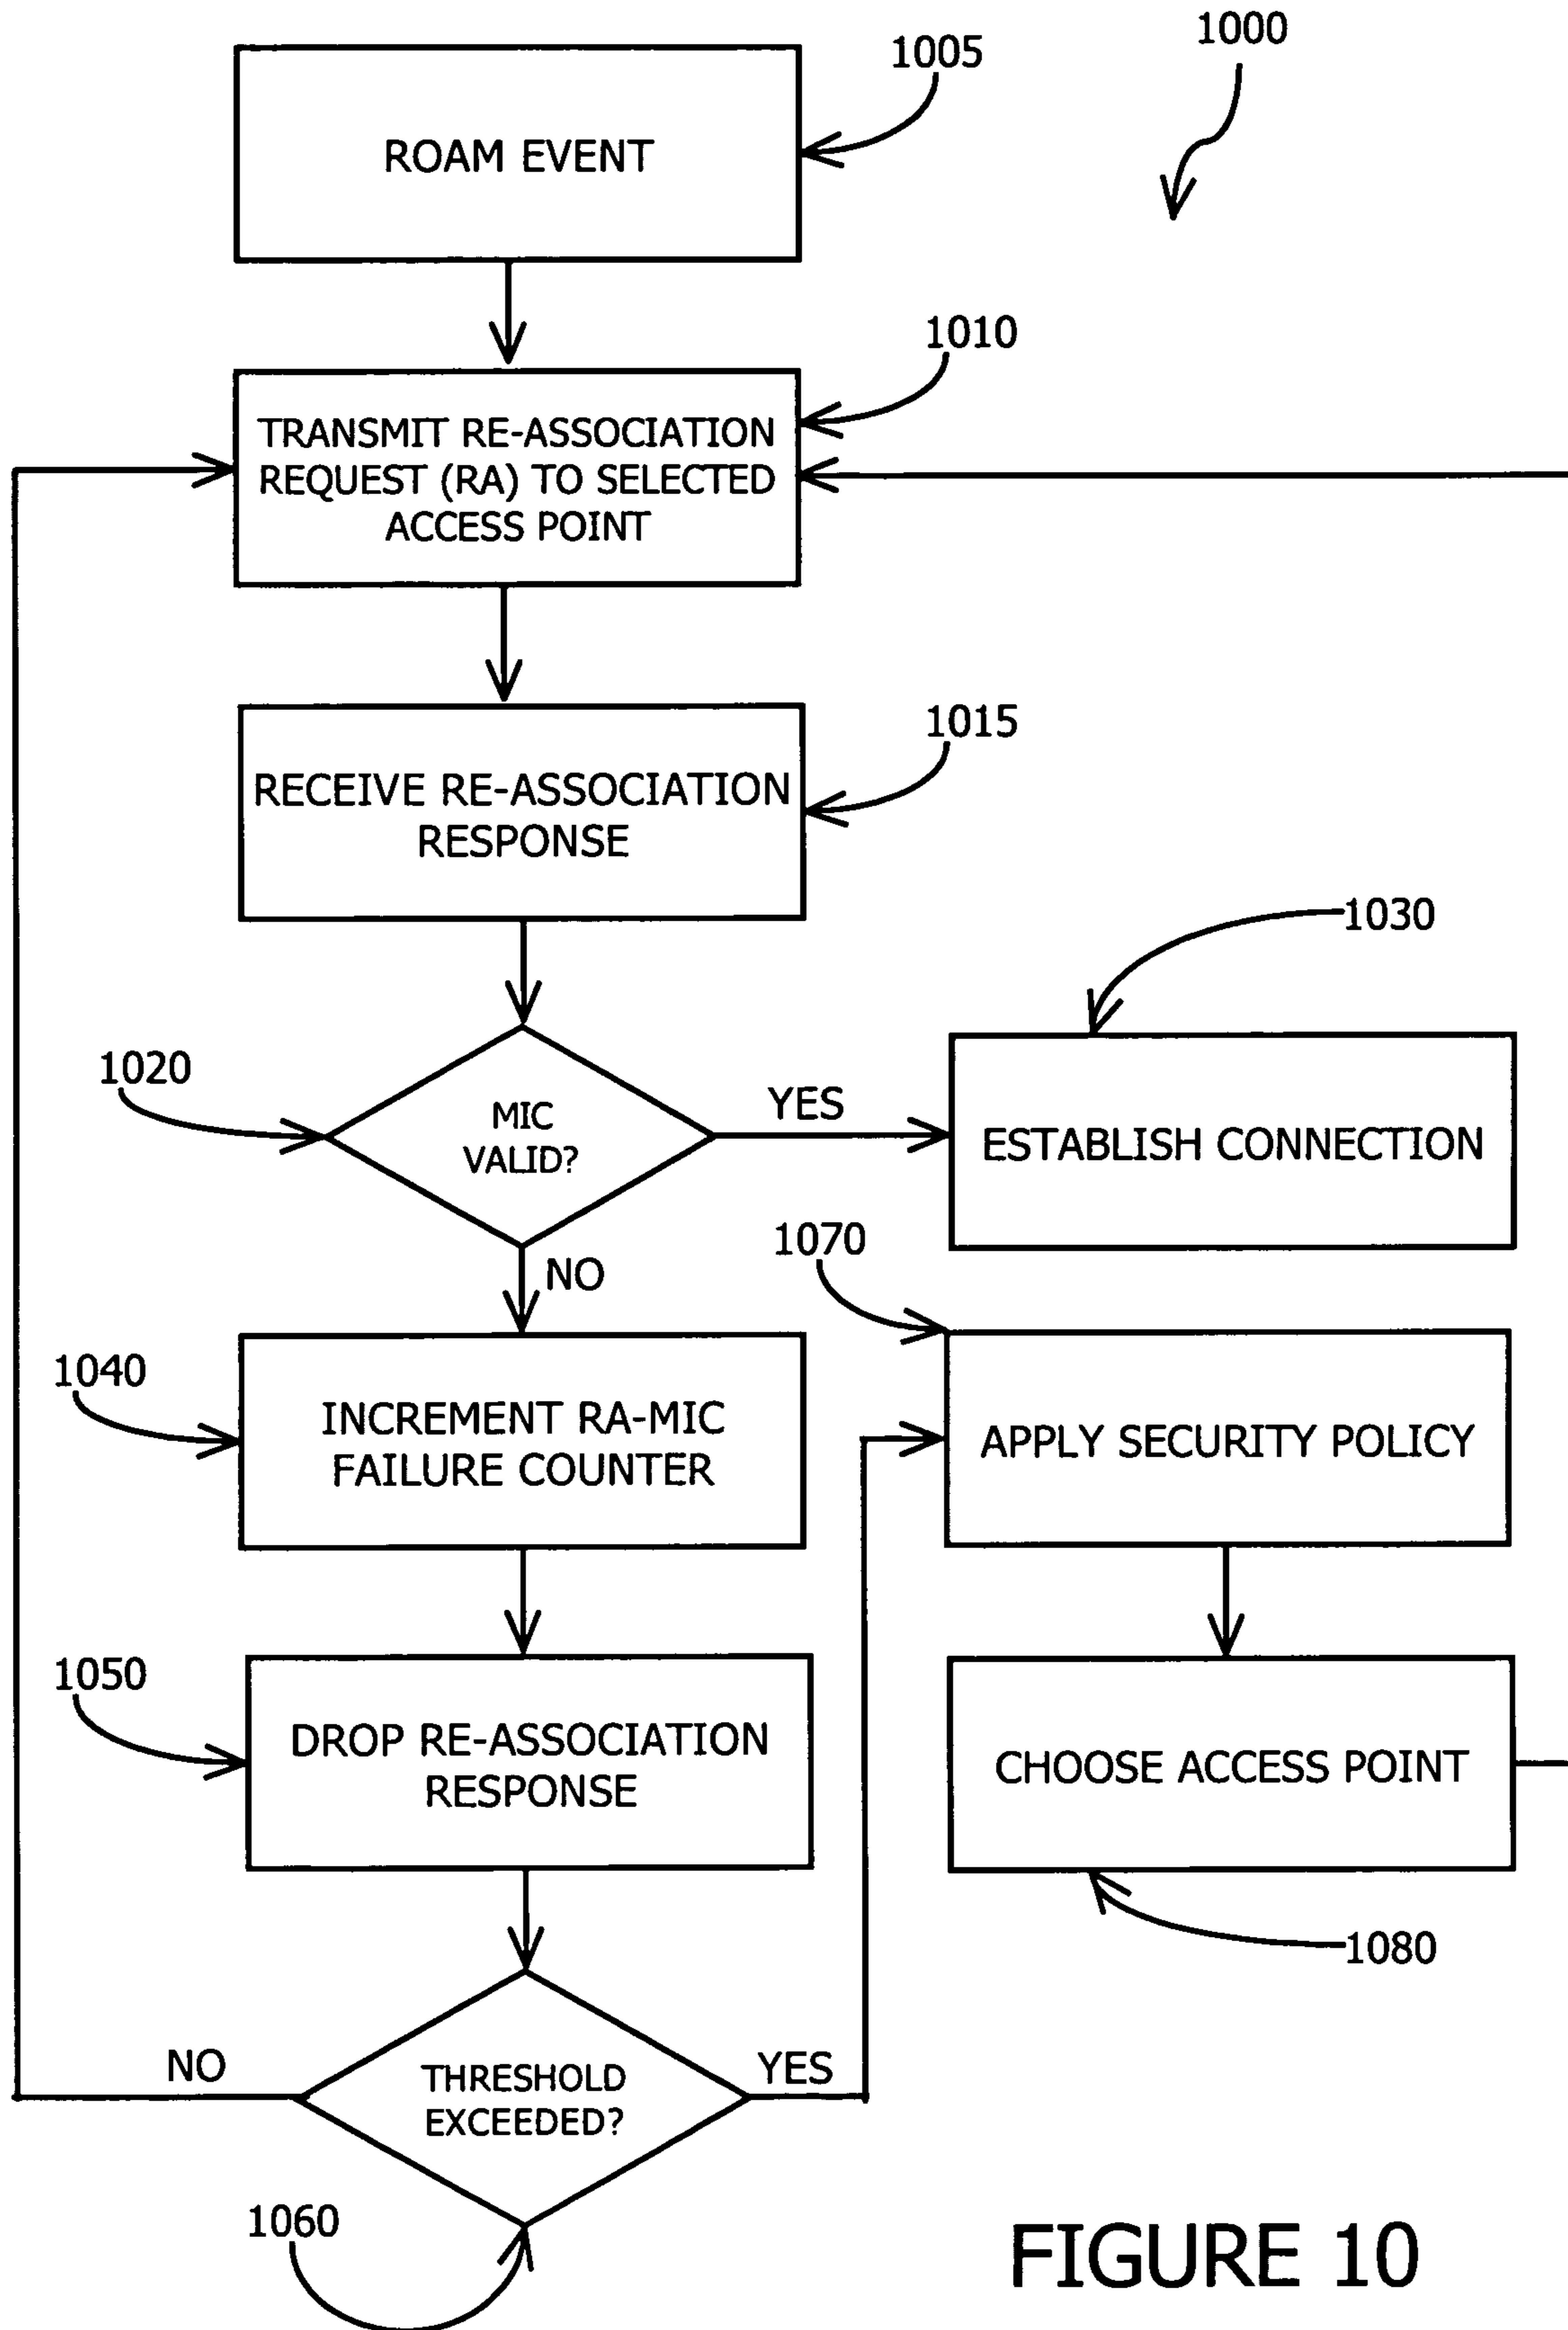 1000
1005
ROAM EVENT
1010
TRANSMIT RE-ASSOCIATION
REQUEST (RA) TO SELECTED
ACCESS POINT
1015
RECEIVE RE-ASSOCIATION
RESPONSE
1030
1020
MIC
VALID?
YES
ESTABLISH CONNECTION
NO
1070
1040
INCREMENT RA-MIC
FAILURE COUNTER
APPLY SECURITY POLICY
1050
DROP RE-ASSOCIATION
RESPONSE
CHOOSE ACCESS POINT
1080
NO
THRESHOLD
EXCEEDED?
YES
1060
FIGURE 10